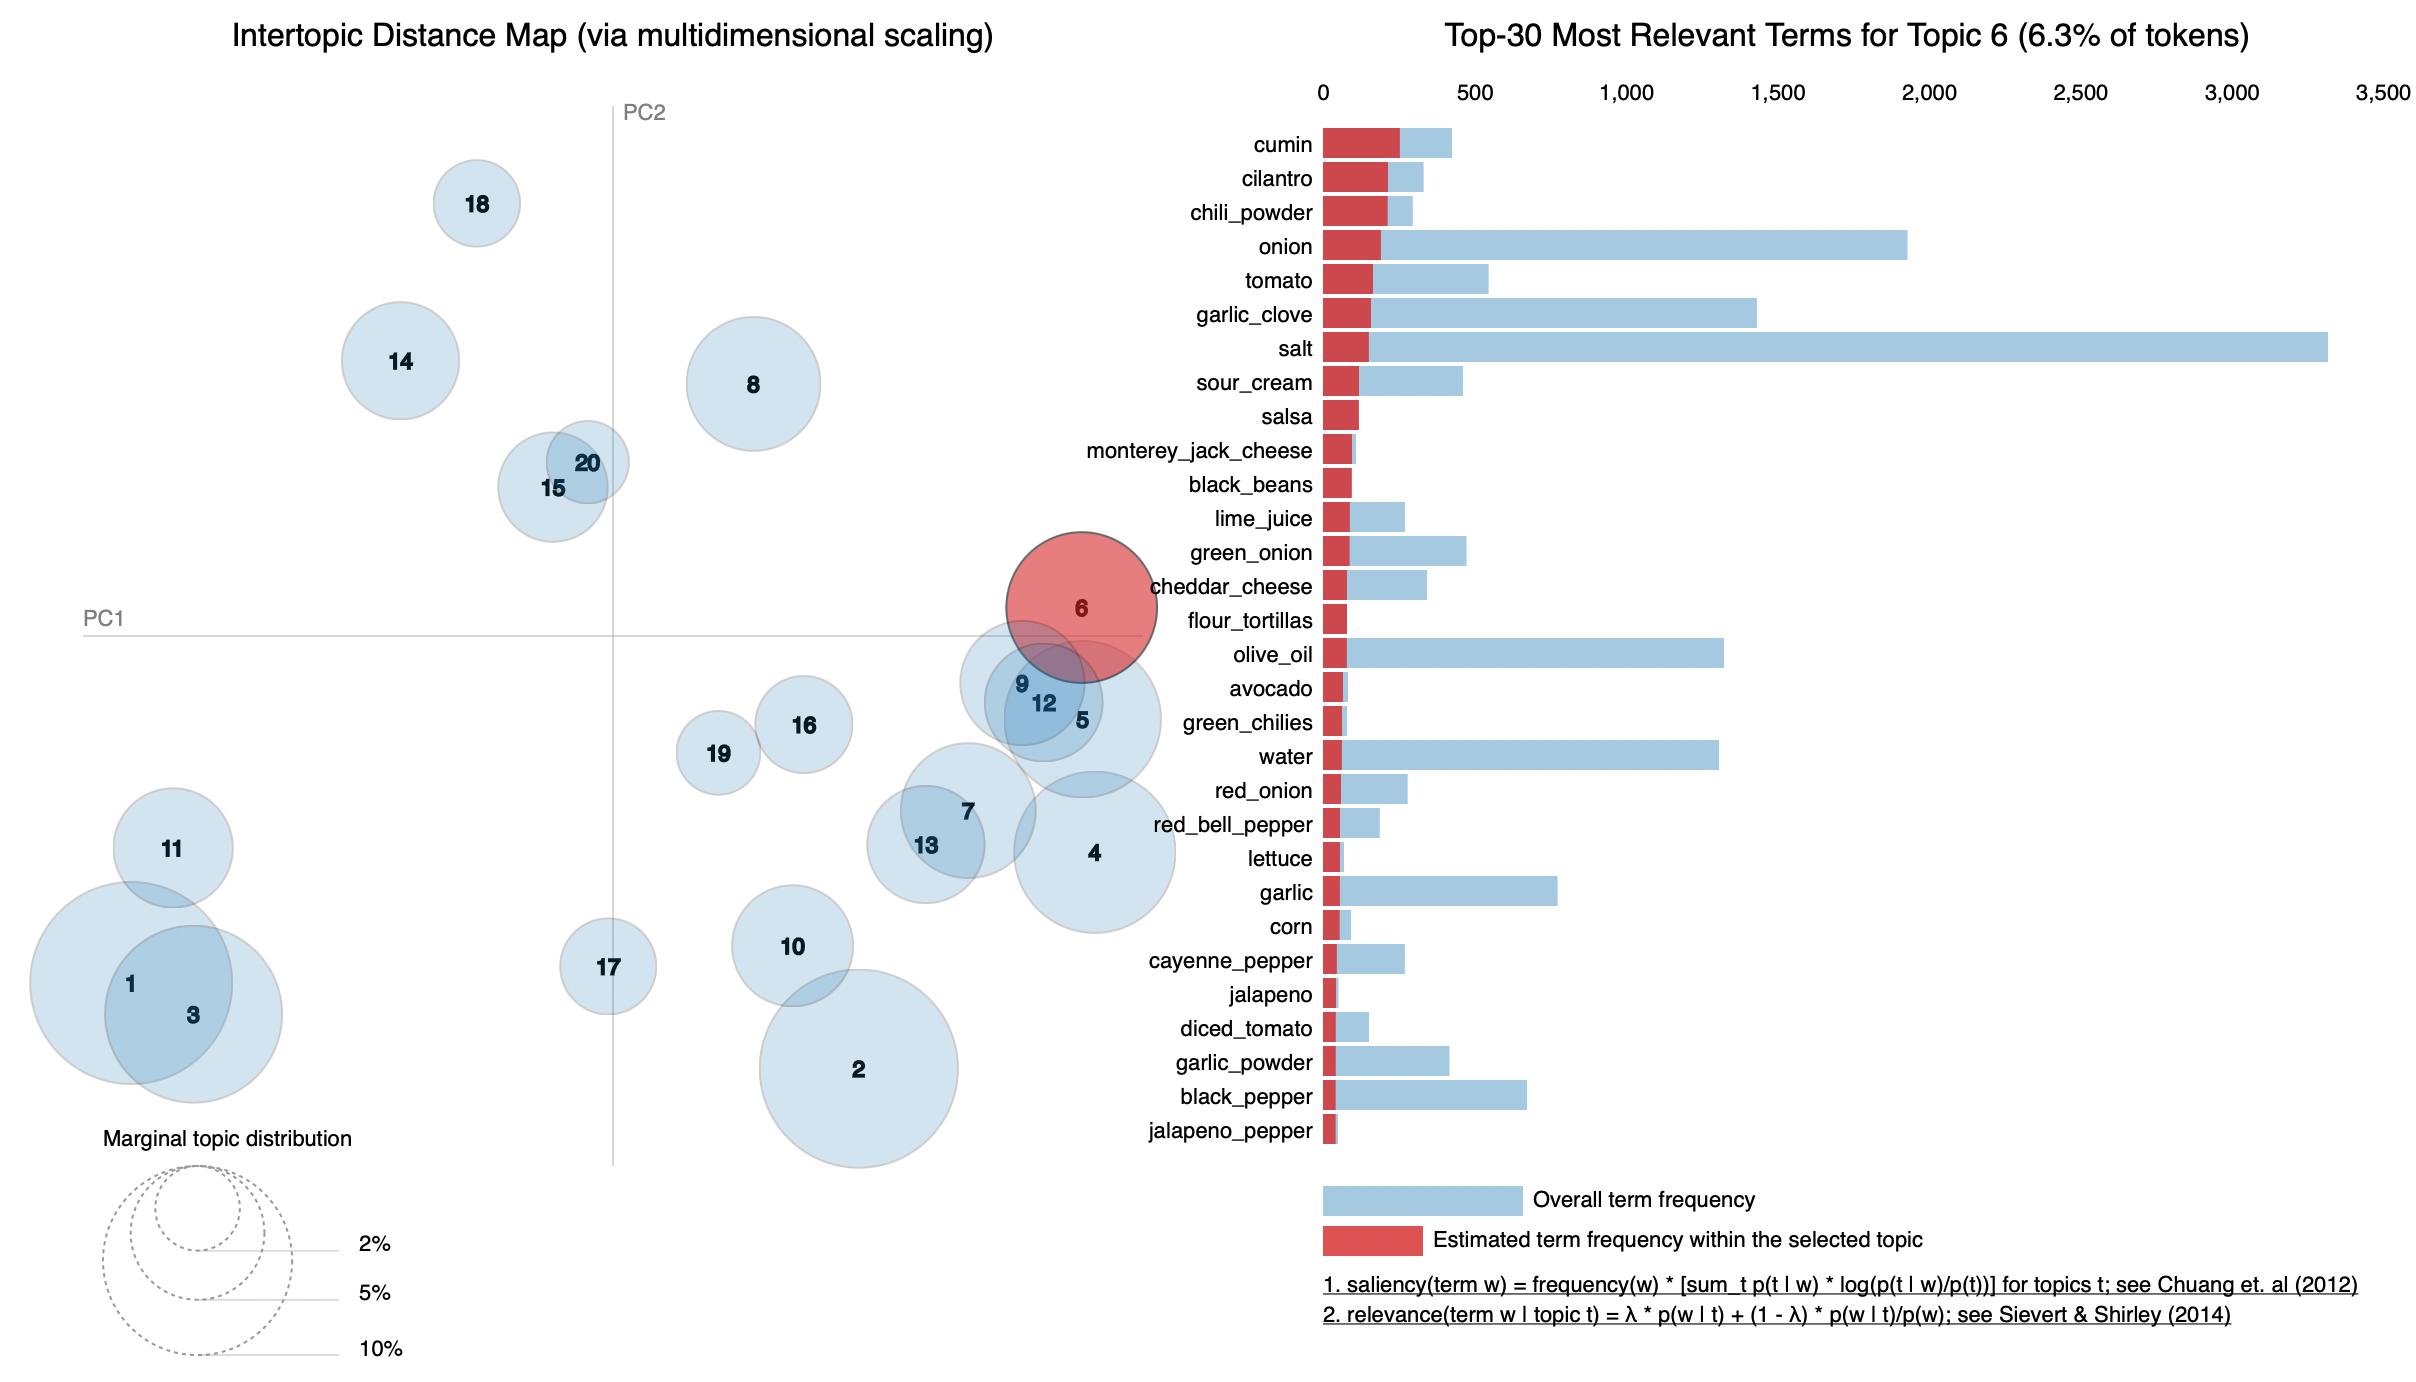 Intertopic Distance Map (via multidimensional scaling)
PC2
PC1
18
14
8
20
15
6
9
12
5
16
19
7
13
4
11
10
17
1
3
2
Marginal topic distribution
2%
5%
10%
Top-30 Most Relevant Terms for Topic 6 (6.3% of tokens)
0 500 1,000 1,500 2,000 2,500 3,000 3,500
cumin
cilantro
chili_powder
onion
tomato
garlic_clove
salt
sour_cream
salsa
monterey_jack_cheese
black_beans
lime_juice
green_onion
cheddar_cheese
flour_tortillas
olive_oil
avocado
green_chilies
water
red_onion
red_bell_pepper
lettuce
garlic
corn
cayenne_pepper
jalapeno
diced_tomato
garlic_powder
black_pepper
jalapeno_pepper
Overall term frequency
Estimated term frequency within the selected topic
1. saliency(term w) = frequency(w) * [sum_t p(t | w) * log(p(t | w)/p(t))] for topics t; see Chuang et. al (2012)
2. relevance(term w | topic t) = λ * p(w | t) + (1 - λ) * p(w | t)/p(w); see Sievert & Shirley (2014)